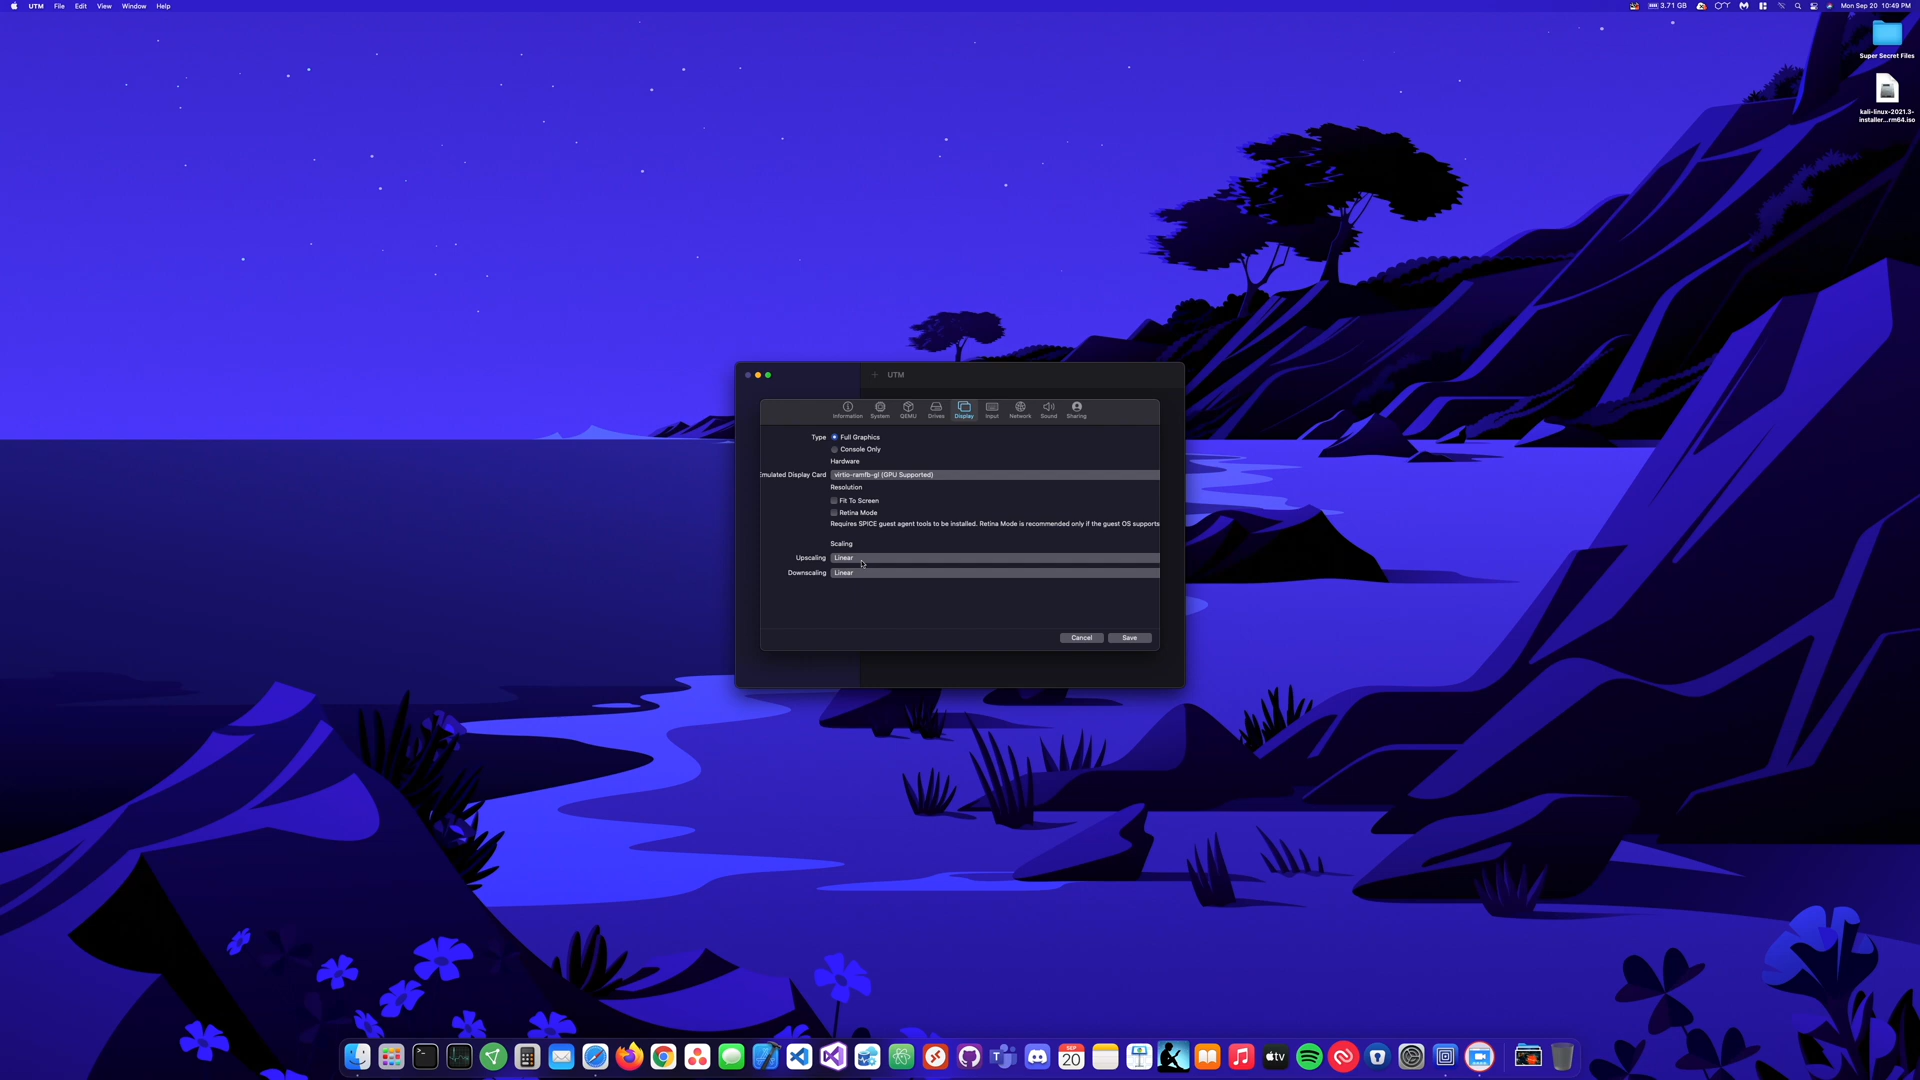 UTM File Edit View Window Help
3.71 GB Mon Sep 20 10:49 PM
Super Secret Files
kali-linux-2021.3-
installer...rm64.iso
UTM
Information System QEMU Drives Display Input Network Sound Sharing
Type Full Graphics
Console Only
Hardware
Emulated Display Card virtio-ramfb-gl (GPU Supported)
Resolution
Fit To Screen
Retina Mode
Requires SPICE guest agent tools to be installed. Retina Mode is recommended only if the guest OS supports
Scaling
Upscaling Linear
Downscaling Linear
Cancel Save
SEP
20
tv